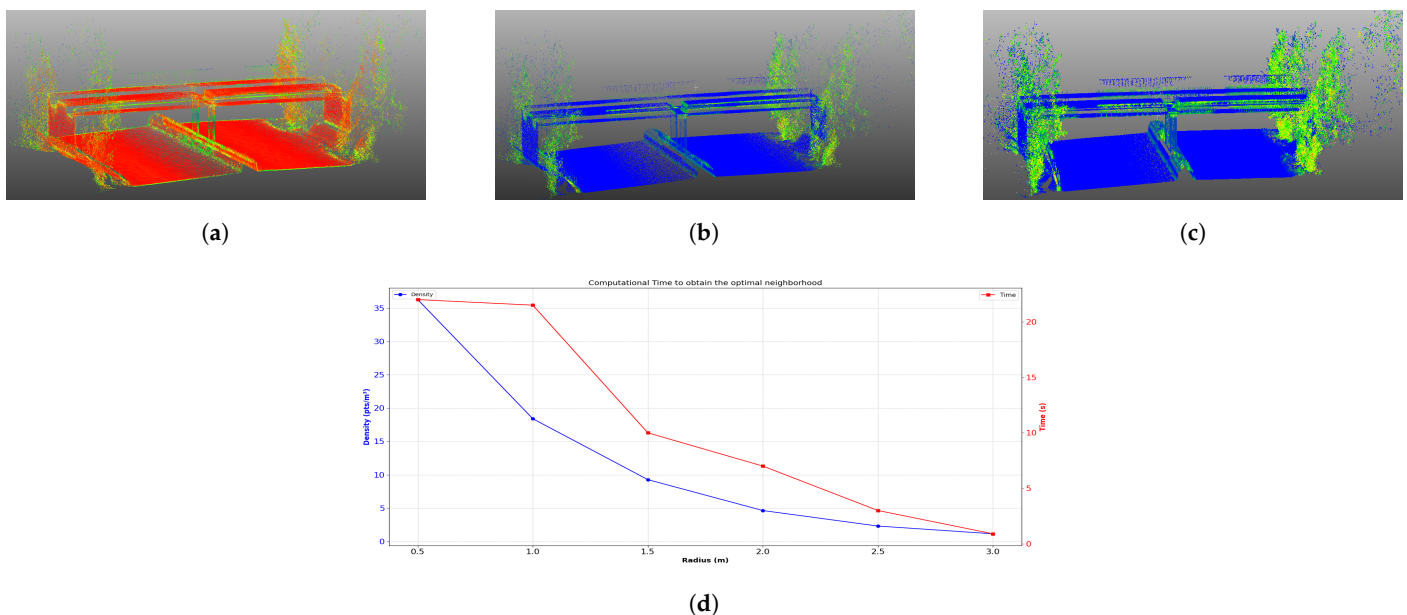 (a)
(b)
(c)
Computational Time to obtain the optimal neighborhood
Density
Time
35
30
25
20
15
10
5
0
Density (pts/m³)
20
15
10
5
0
Time (s)
0.5 1.0 1.5 2.0 2.5 3.0
Radius (m)
(d)